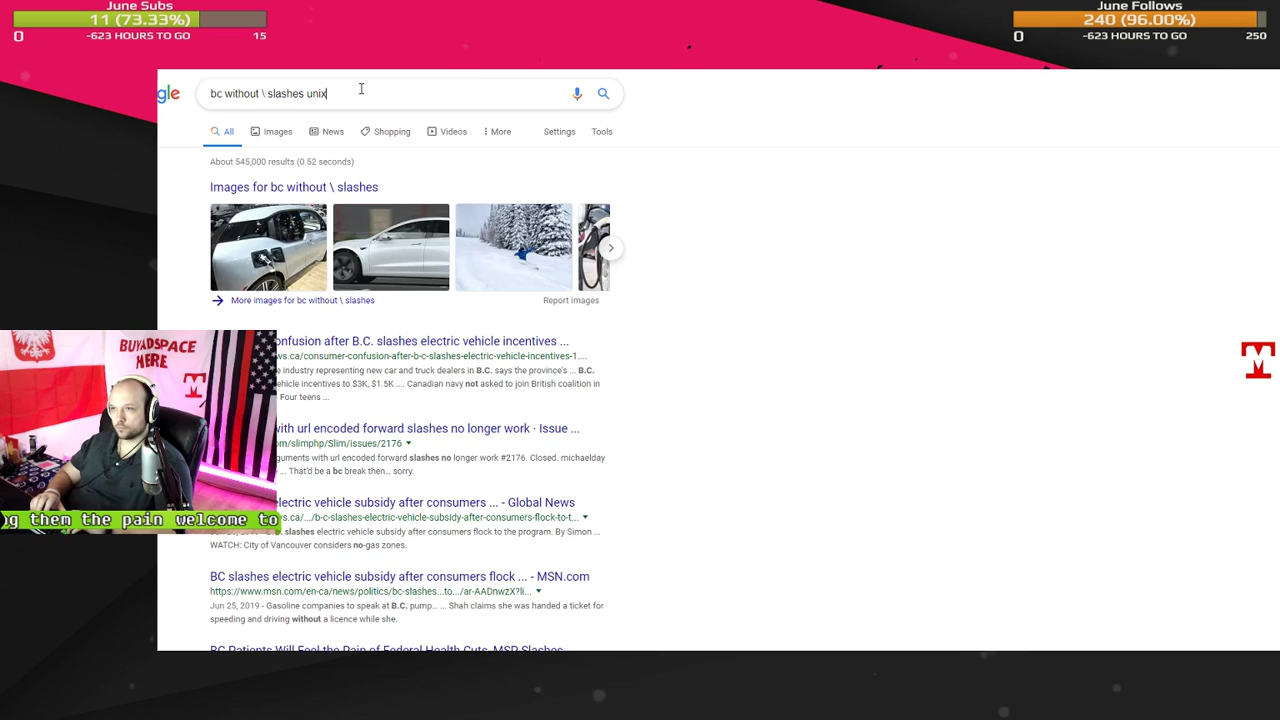 June Subs
11 (73.33%)
0
-623 HOURS TO GO
15
June Follows
240 (96.00%)
0
-623 HOURS TO GO
250
gle
bc without \ slashes unix
All
Images
News
Shopping
Videos
More
Settings
Tools
About 545,000 results (0.52 seconds)
Images for bc without \ slashes
More images for bc without \ slashes
Report images
onfusion after B.C. slashes electric vehicle incentives ...
ws.ca/consumer-confusion-after-b-c-slashes-electric-vehicle-incentives-1....
e industry representing new car and truck dealers in B.C. says the province's ... B.C.
ehicle incentives to $3K, $1.5K .... Canadian navy not asked to join British coalition in
Four teens ...
with url encoded forward slashes no longer work · Issue ...
om/slimphp/Slim/issues/2176
guments with url encoded forward slashes no longer work #2176. Closed. michaelday
... That'd be a bc break then.. sorry.
lectric vehicle subsidy after consumers ... - Global News
ws.ca/.../b-c-slashes-electric-vehicle-subsidy-after-consumers-flock-to-t...
slashes electric vehicle subsidy after consumers flock to the program. By Simon ...
WATCH: City of Vancouver considers no-gas zones.
BC slashes electric vehicle subsidy after consumers flock ... - MSN.com
https://www.msn.com/en-ca/news/politics/bc-slashes...to.../ar-AADnwzX?li...
Jun 25, 2019 - Gasoline companies to speak at B.C. pump.. ... Shah claims she was handed a ticket for
speeding and driving without a licence while she.
BC Patients Will Feel the Pain of Federal Health Cuts, MSP Slashes
BUY ADSPACE
HERE
T
g them the pain welcome to
T